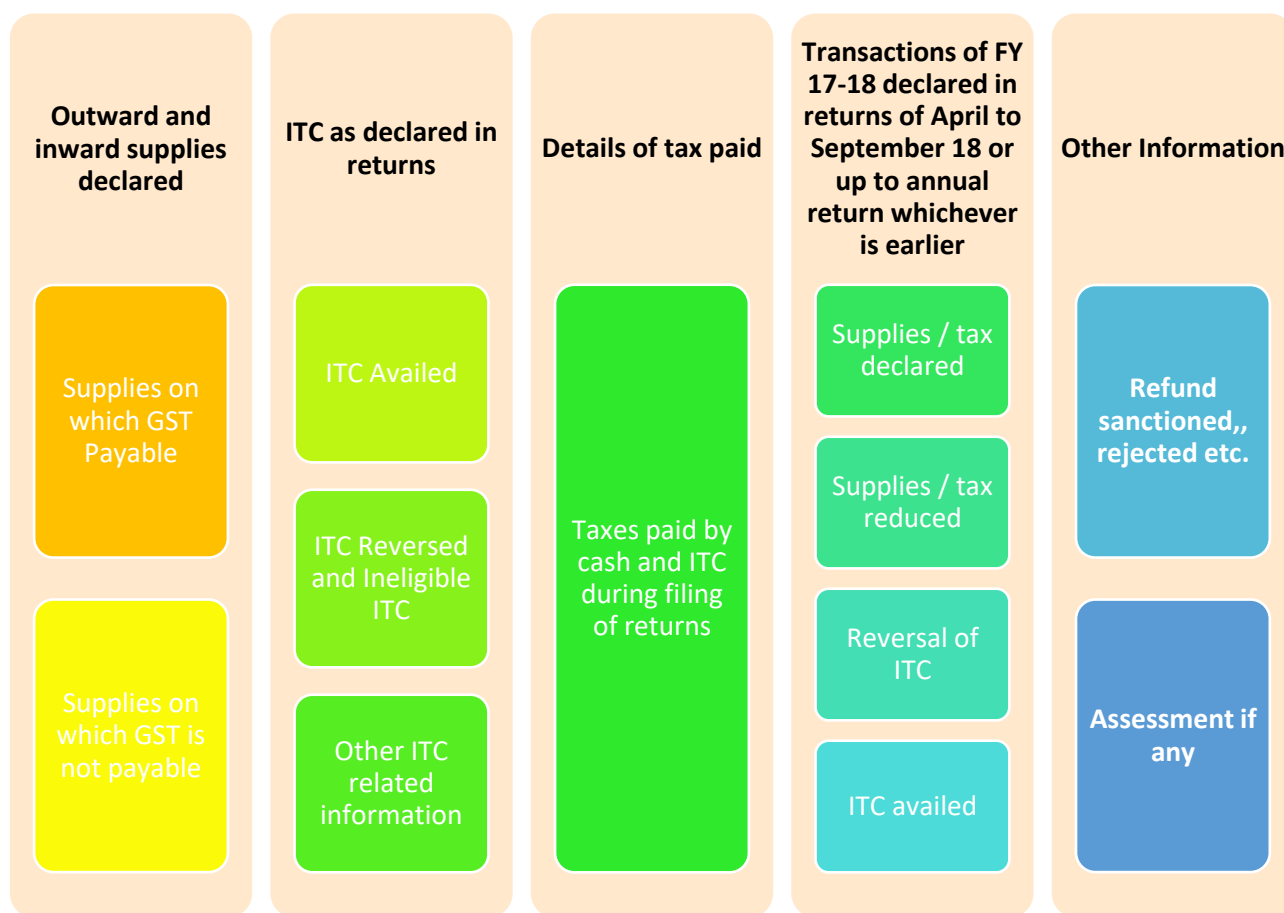 Outward and
inward supplies
declared
Supplies on
which GST
Payable
Supplies on
which GST is
not payable
ITC as declared in
returns
ITC Availed
ITC Reversed
and Ineligible
ITC
Other ITC
related
information
Details of tax paid
Taxes paid by
cash and ITC
during filing
of returns
Transactions of FY
17-18 declared in
returns of April to
September 18 or
up to annual
return whichever
is earlier
Supplies / tax
declared
Supplies / tax
reduced
Reversal of
ITC
ITC availed
Other Information
Refund
sanctioned,,
rejected etc.
Assessment if
any